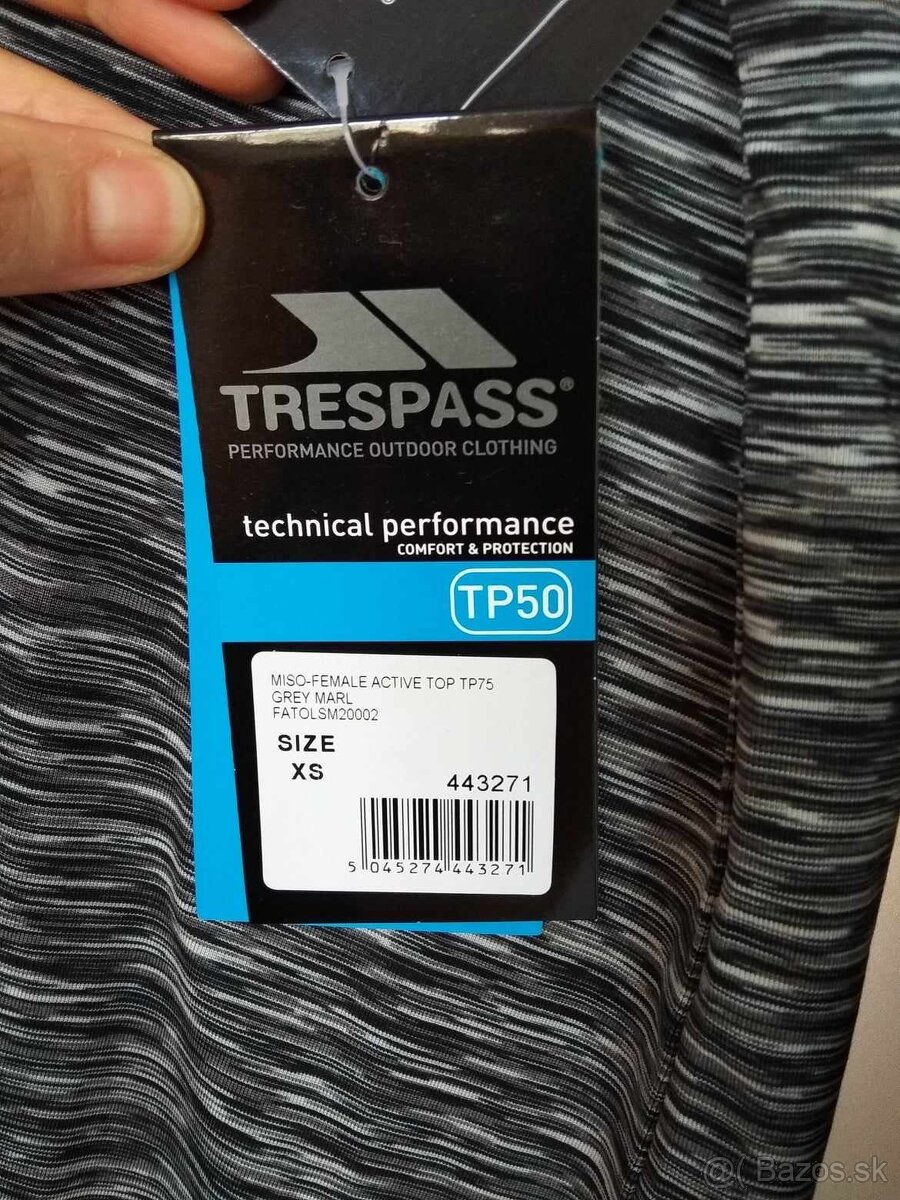 TRESPASS®
PERFORMANCE OUTDOOR CLOTHING
technical performance
COMFORT & PROTECTION
TP50
MISO-FEMALE ACTIVE TOP TP75
GREY MARL
FATOLSM20002
SIZE
XS
443271
5 045274 443271
@( Bazos.sk